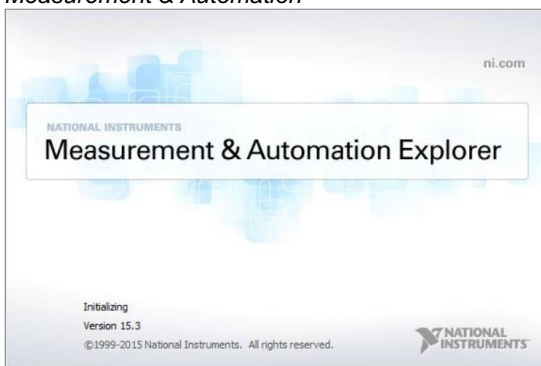 Measurement & Automation
ni.com
NATIONAL INSTRUMENTS
Measurement & Automation Explorer
Initializing
Version 15.3
©1999-2015 National Instruments. All rights reserved.
NATIONAL
INSTRUMENTS